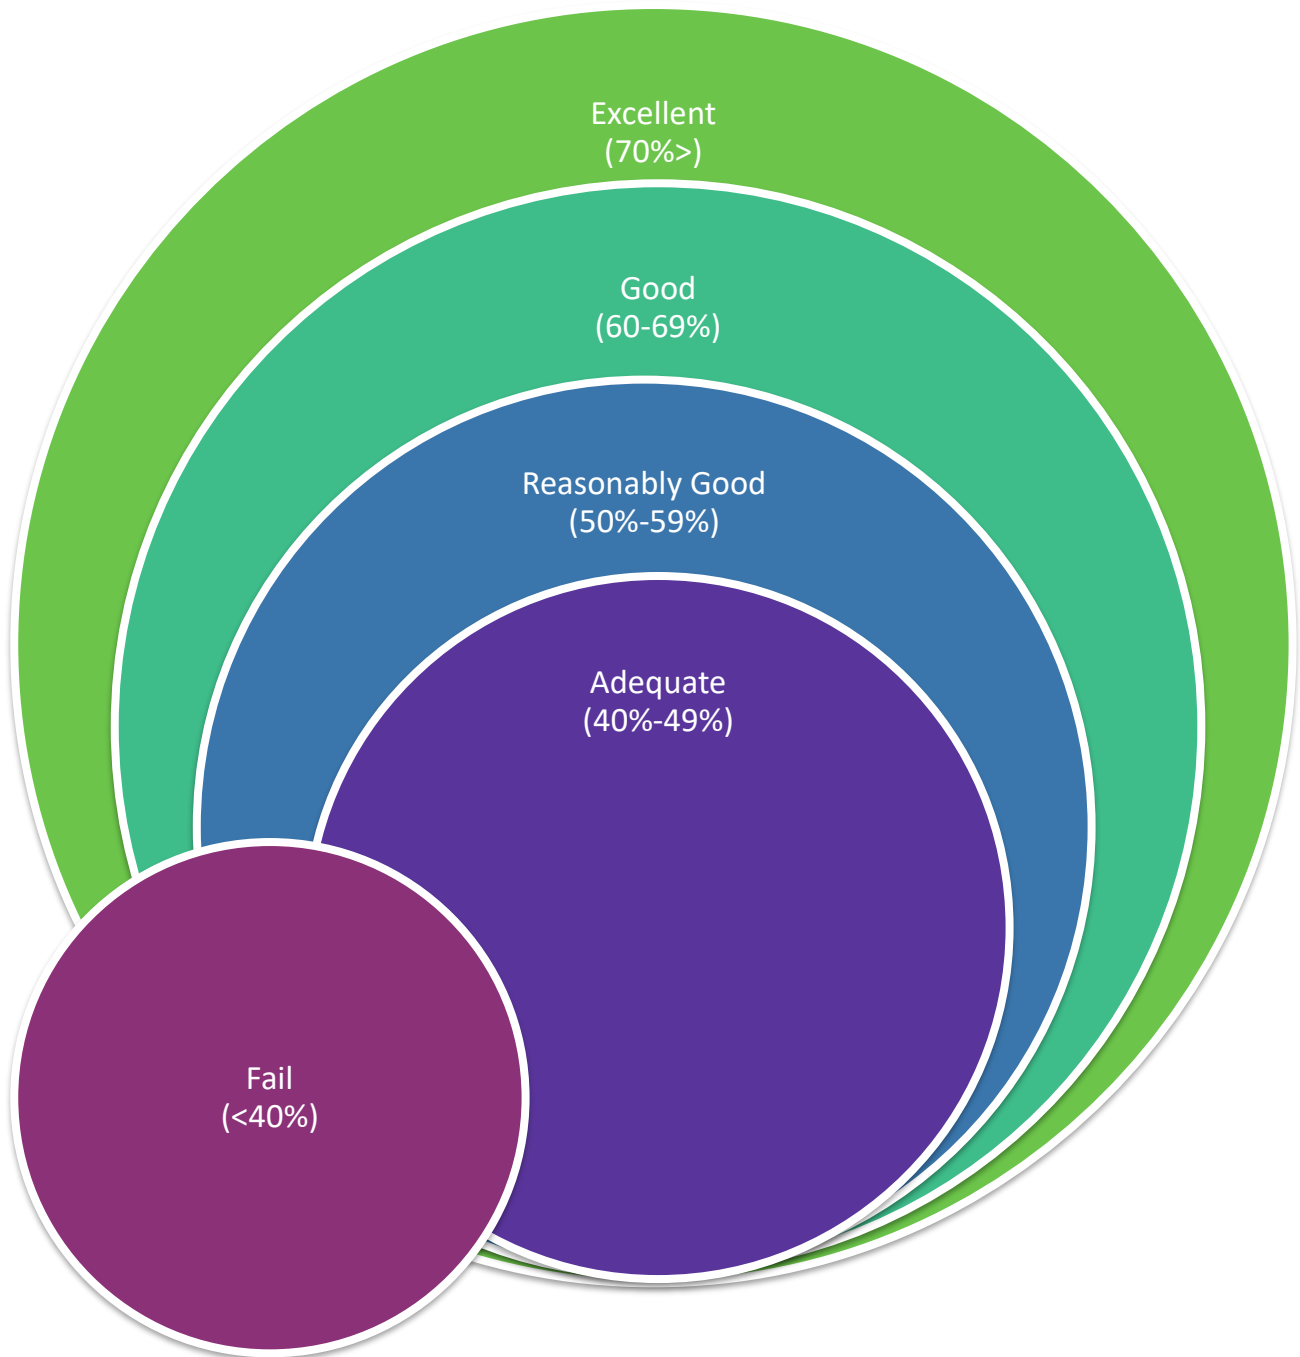 Excellent
(70%>)
Good
(60-69%)
Reasonably Good
(50%-59%)
Adequate
(40%-49%)
Fail
(<40%)